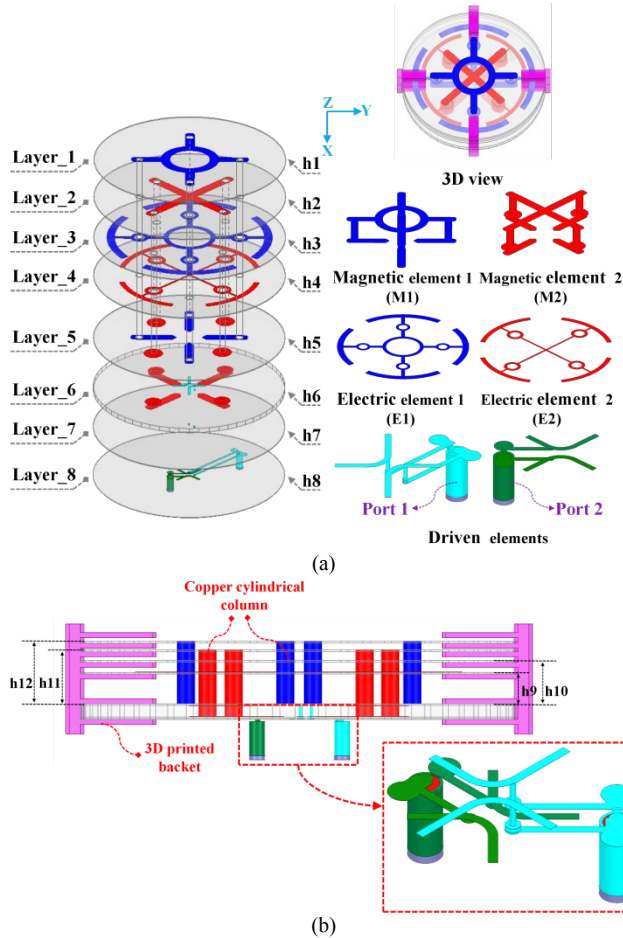 Z
Y
X
3D view
Layer_1
h1
Layer_2
h2
Layer_3
h3
Layer_4
h4
Layer_5
h5
Layer_6
h6
Layer_7
h7
Layer_8
h8
Magnetic element 1
(M1)
Magnetic element 2
(M2)
Electric element 1
(E1)
Electric element 2
(E2)
Port 1
Port 2
Driven elements
(a)
Copper cylindrical
column
h12
h11
h9
h10
3D printed
backet
(b)